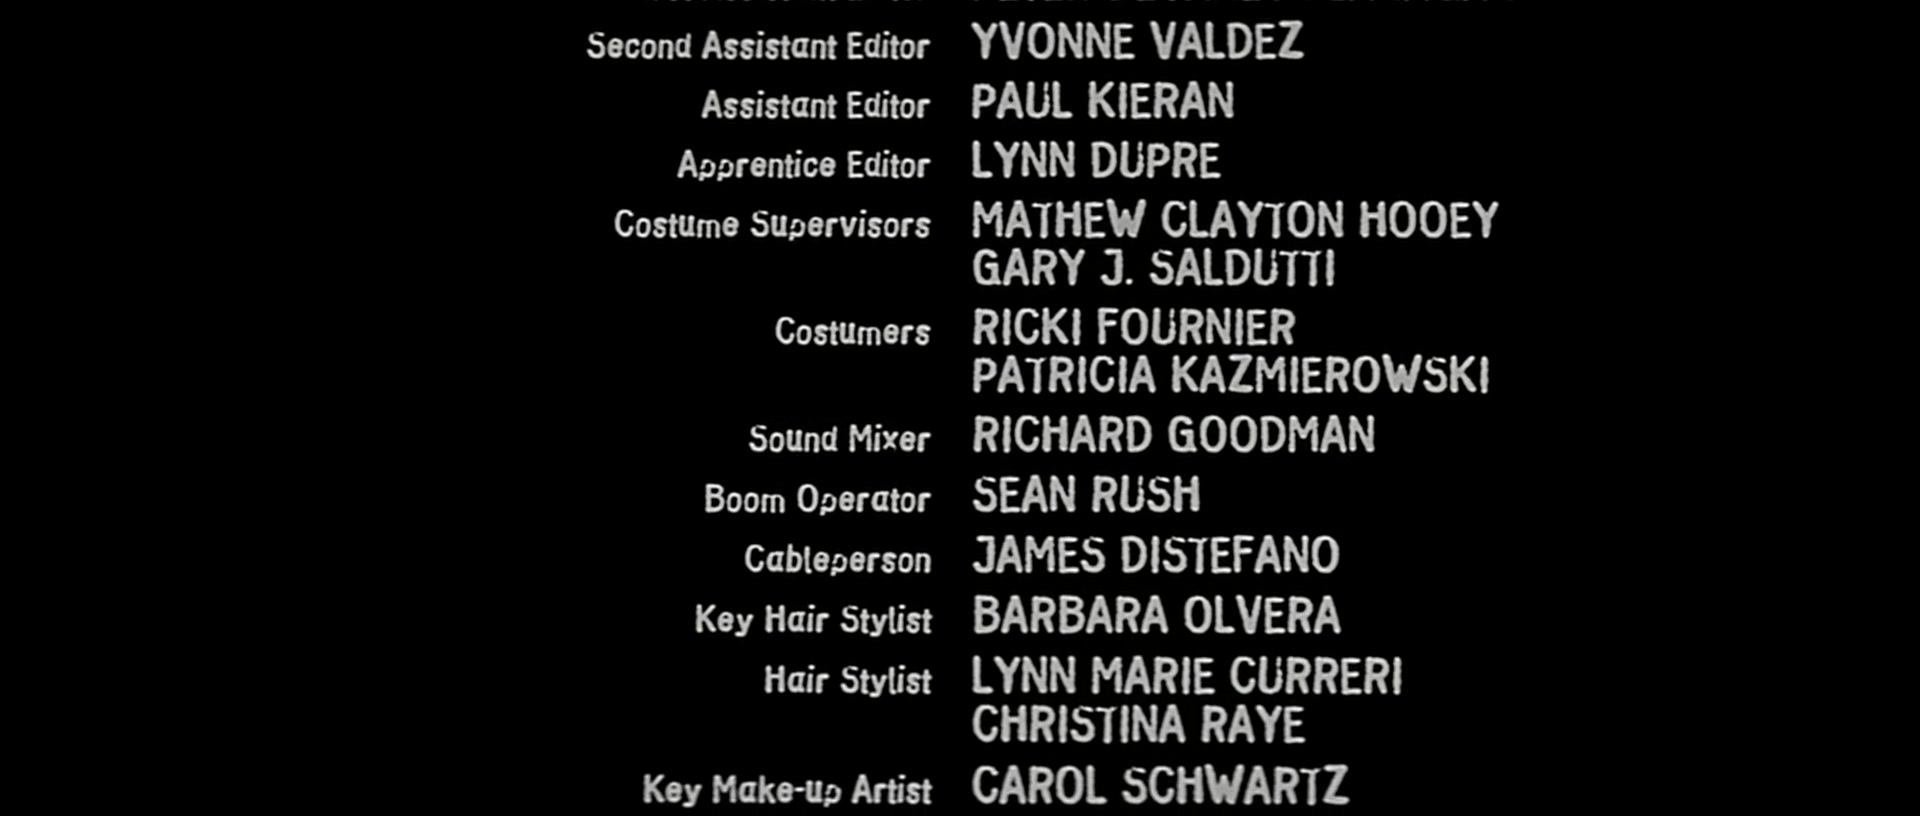 Second Assistant Editor YVONNE VALDEZ
Assistant Editor PAUL KIERAN
Apprentice Editor LYNN DUPRE
Costume Supervisors MATHEW CLAYTON HOOEY
GARY J. SALDUTTI
Costumers RICKI FOURNIER
PATRICIA KAZMIEROWSKI
Sound Mixer RICHARD GOODMAN
Boom Operator SEAN RUSH
Cableperson JAMES DISTEFANO
Key Hair Stylist BARBARA OLVERA
Hair Stylist LYNN MARIE CURRERI
CHRISTINA RAYE
Key Make-up Artist CAROL SCHWARTZ